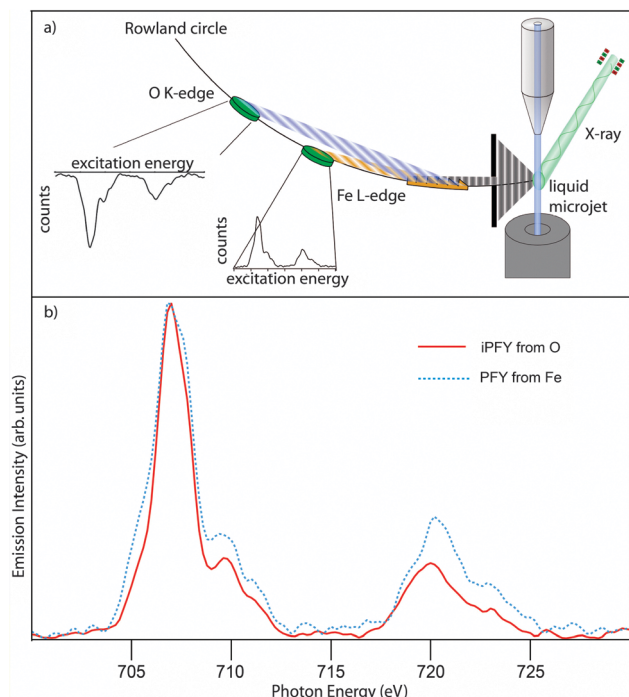 a)
Rowland circle
O K-edge
excitation energy
counts
Fe L-edge
counts
excitation energy
X-ray
liquid
microjet
b)
iPFY from O
PFY from Fe
Emission Intensity (arb. units)
705 710 715 720 725
Photon Energy (eV)